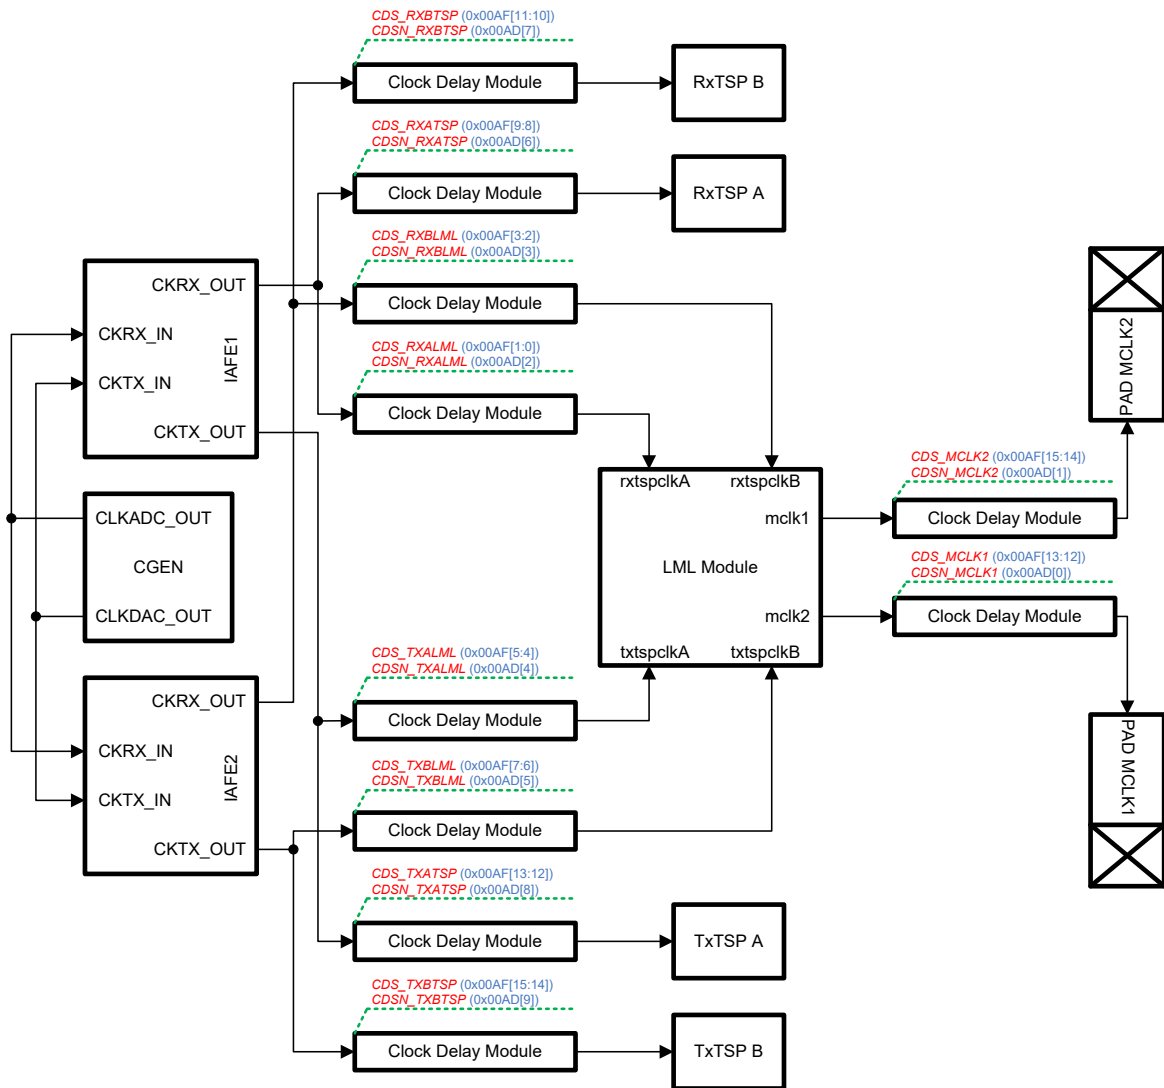 CDS_RXBTSP (0x00AF[11:10])
CDSN_RXBTSP (0x00AD[7])
Clock Delay Module
RxTSP B
CDS_RXATSP (0x00AF[9:8])
CDSN_RXATSP (0x00AD[6])
Clock Delay Module
RxTSP A
CDS_RXBLML (0x00AF[3:2])
CDSN_RXBLML (0x00AD[3])
Clock Delay Module
CDS_RXALML (0x00AF[1:0])
CDSN_RXALML (0x00AD[2])
Clock Delay Module
CKRX_OUT
CKRX_IN
IAFE1
CKTX_IN
CKTX_OUT
CLKADC_OUT
CGEN
CLKDAC_OUT
CKRX_OUT
CKRX_IN
IAFE2
CKTX_IN
CKTX_OUT
rxtspclkA
rxtspclkB
mclk1
LML Module
mclk2
txtspclkA
txtspclkB
CDS_MCLK2 (0x00AF[15:14])
CDSN_MCLK2 (0x00AD[1])
Clock Delay Module
PAD MCLK2
CDS_MCLK1 (0x00AF[13:12])
CDSN_MCLK1 (0x00AD[0])
Clock Delay Module
PAD MCLK1
CDS_TXALML (0x00AF[5:4])
CDSN_TXALML (0x00AD[4])
Clock Delay Module
CDS_TXBLML (0x00AF[7:6])
CDSN_TXBLML (0x00AD[5])
Clock Delay Module
CDS_TXATSP (0x00AF[13:12])
CDSN_TXATSP (0x00AD[8])
Clock Delay Module
TxTSP A
CDS_TXBTSP (0x00AF[15:14])
CDSN_TXBTSP (0x00AD[9])
Clock Delay Module
TxTSP B